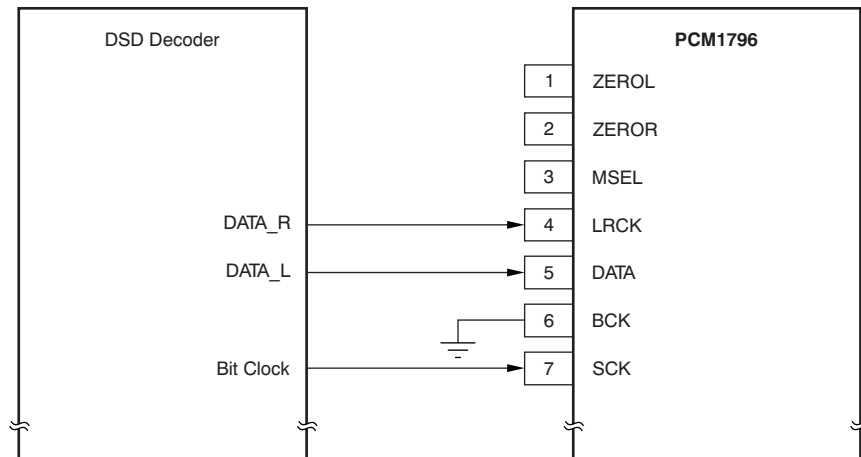 DSD Decoder
PCM1796
1 ZEROL
2 ZEROR
3 MSEL
DATA_R 4 LRCK
DATA_L 5 DATA
6 BCK
Bit Clock 7 SCK